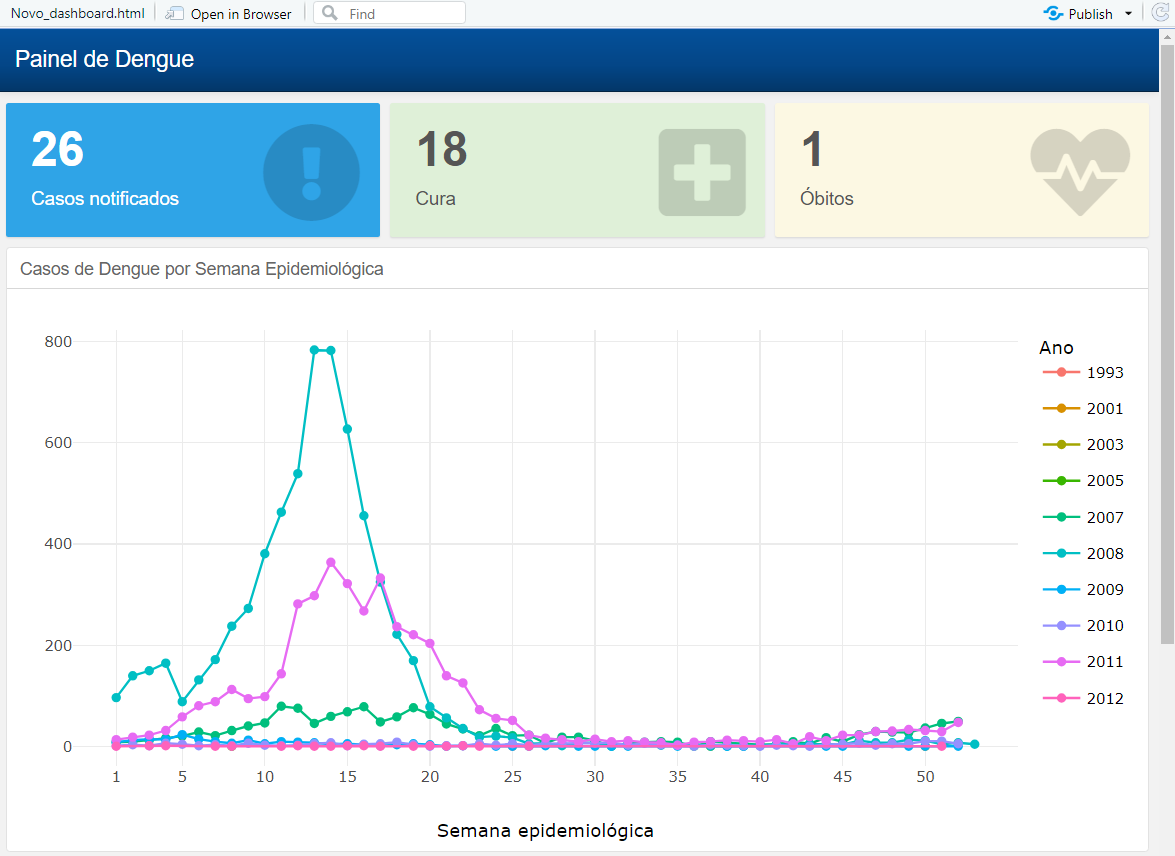 Novo_dashboard.html Open in Browser Find Publish
Painel de Dengue
26
Casos notificados
18
Cura
1
Óbitos
Casos de Dengue por Semana Epidemiológica
800
600
400
200
0
1 5 10 15 20 25 30 35 40 45 50
Semana epidemiológica
Ano
1993
2001
2003
2005
2007
2008
2009
2010
2011
2012